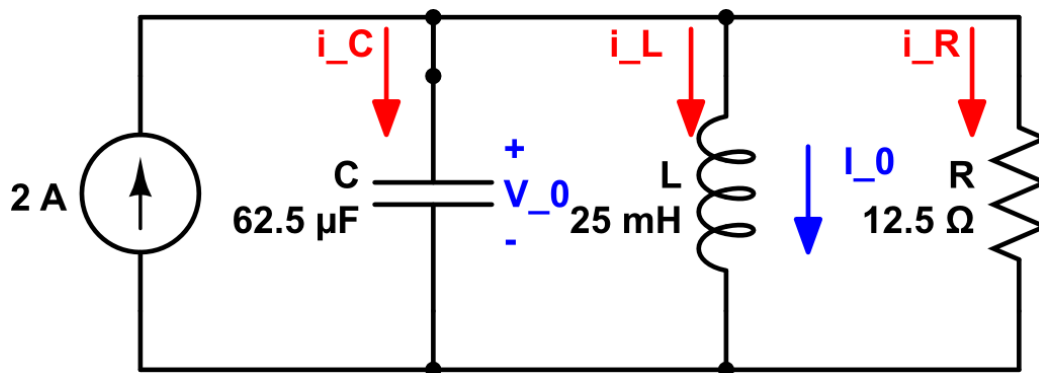 i_C
i_L
i_R
2 A
C
62.5 µF
+
V_0
-
L
25 mH
I_0
R
12.5 Ω